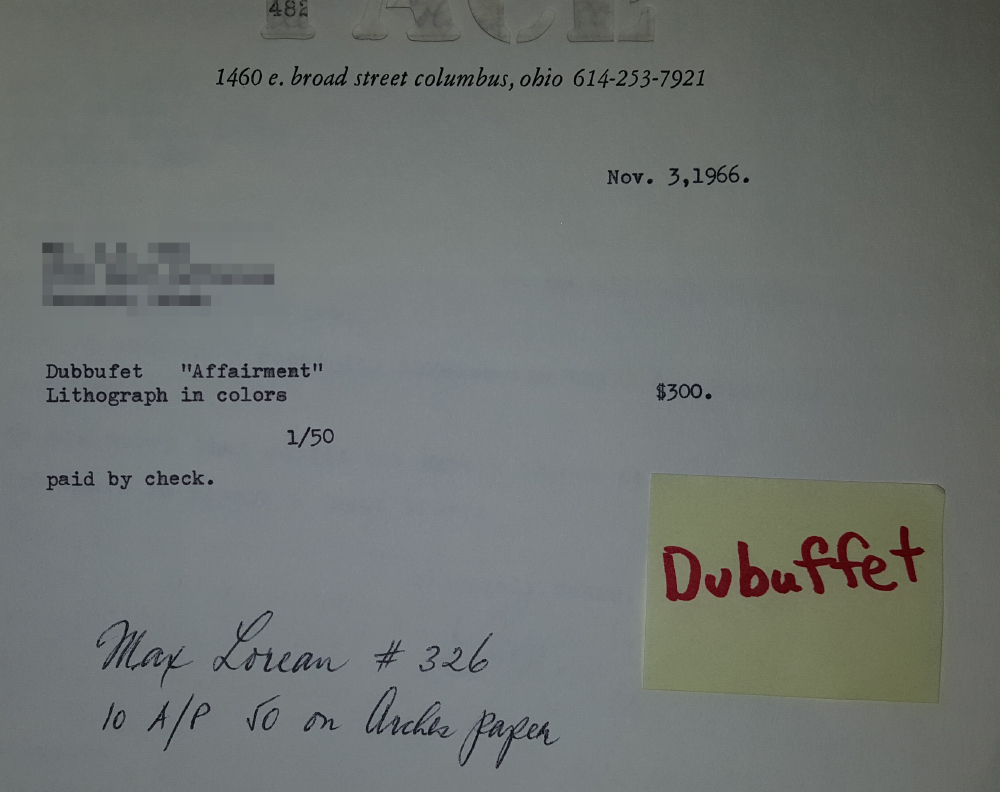 482
PACE
1460 e. broad street columbus, ohio 614-253-7921
Nov. 3,1966.
Dubbufet "Affairment"
Lithograph in colors $300.
1/50
paid by check.
Dubuffet
Max Lorean # 326
10 A/P 50 on Arches paper